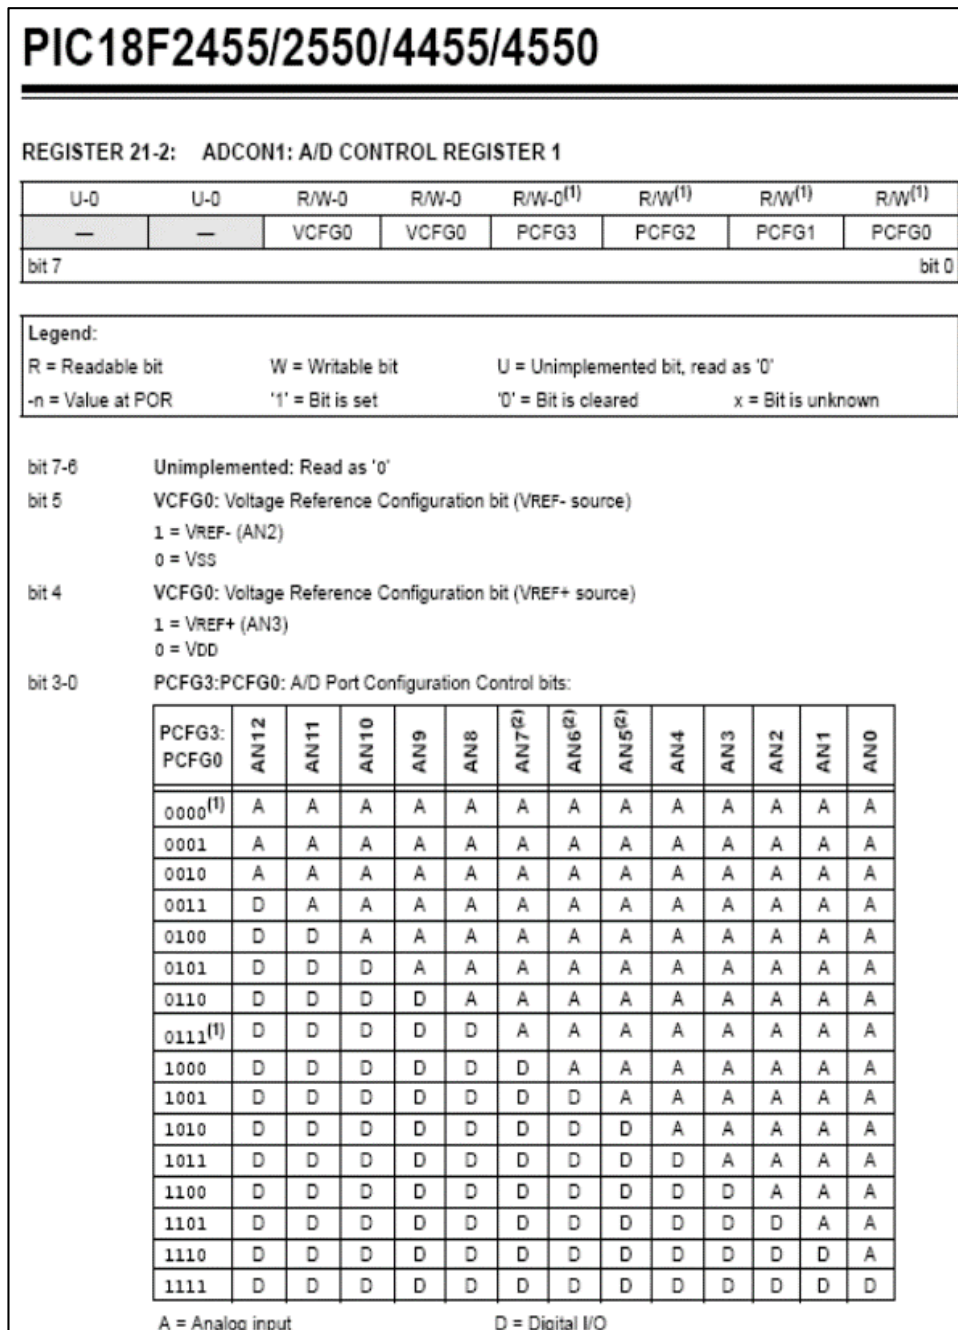 PIC18F2455/2550/4455/4550
REGISTER 21-2: ADCON1: A/D CONTROL REGISTER 1
U-0 U-0 R/W-0 R/W-0 R/W-0(1) R/W(1) R/W(1) R/W(1)
— — VCFG0 VCFG0 PCFG3 PCFG2 PCFG1 PCFG0
bit 7 bit 0
Legend:
R = Readable bit W = Writable bit U = Unimplemented bit, read as '0'
-n = Value at POR '1' = Bit is set '0' = Bit is cleared x = Bit is unknown
bit 7-6 Unimplemented: Read as '0'
bit 5 VCFG0: Voltage Reference Configuration bit (VREF- source)
1 = VREF- (AN2)
0 = VSS
bit 4 VCFG0: Voltage Reference Configuration bit (VREF+ source)
1 = VREF+ (AN3)
0 = VDD
bit 3-0 PCFG3:PCFG0: A/D Port Configuration Control bits:
PCFG3: PCFG0 AN12 AN11 AN10 AN9 AN8 AN7(2) AN6(2) AN5(2) AN4 AN3 AN2 AN1 AN0
0000(1) A A A A A A A A A A A A A
0001 A A A A A A A A A A A A A
0010 A A A A A A A A A A A A A
0011 D A A A A A A A A A A A A
0100 D D A A A A A A A A A A A
0101 D D D A A A A A A A A A A
0110 D D D D A A A A A A A A A
0111(1) D D D D D A A A A A A A A
1000 D D D D D D A A A A A A A
1001 D D D D D D D A A A A A A
1010 D D D D D D D D A A A A A
1011 D D D D D D D D D A A A A
1100 D D D D D D D D D D A A A
1101 D D D D D D D D D D D A A
1110 D D D D D D D D D D D D A
1111 D D D D D D D D D D D D D
A = Analog input D = Digital I/O